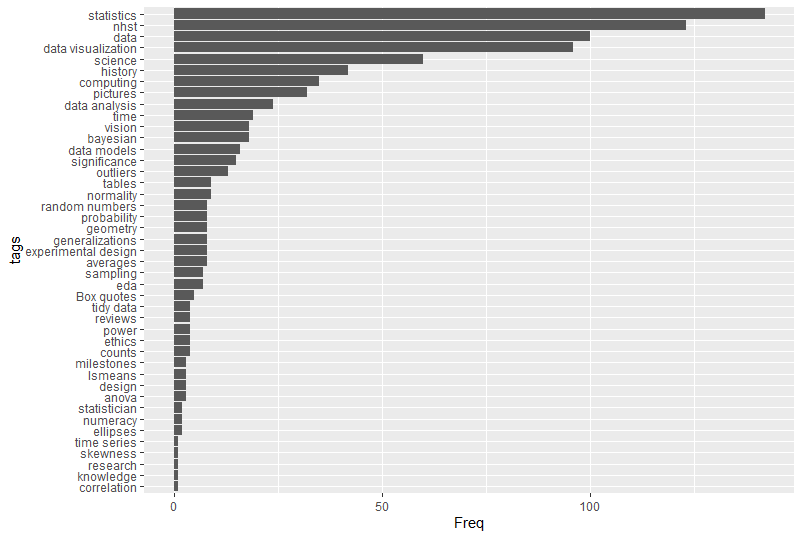 statistics
nhst
data
data visualization
science
history
computing
pictures
data analysis
time
vision
bayesian
data models
significance
outliers
tables
normality
random numbers
probability
geometry
generalizations
experimental design
averages
sampling
eda
Box quotes
tidy data
reviews
power
ethics
counts
milestones
lsmeans
design
anova
statistician
numeracy
ellipses
time series
skewness
research
knowledge
correlation
tags
0 50 100
Freq